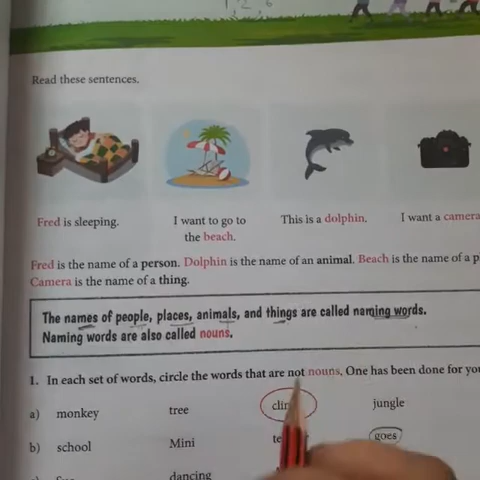 1, 2, 6
Read these sentences.
Fred is sleeping.
I want to go to
the beach.
This is a dolphin.
I want a camera
Fred is the name of a person. Dolphin is the name of an animal. Beach is the name of a
Camera is the name of a thing.
The names of people, places, animals, and things are called naming words.
Naming words are also called nouns.
1. In each set of words, circle the words that are not nouns. One has been done for
a) monkey tree jungle
b) school Mini goes
dancing